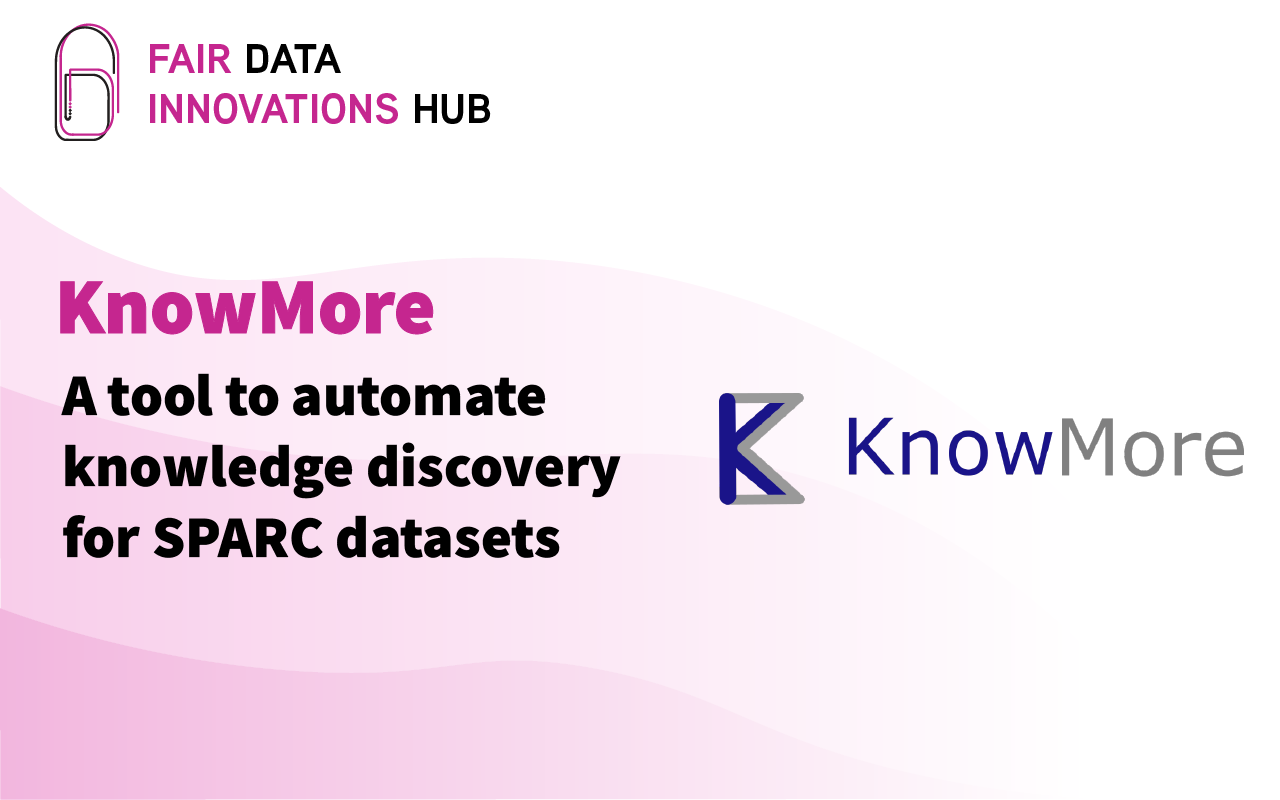 FAIR DATA
INNOVATIONS HUB
KnowMore
A tool to automate
knowledge discovery
for SPARC datasets
KnowMore